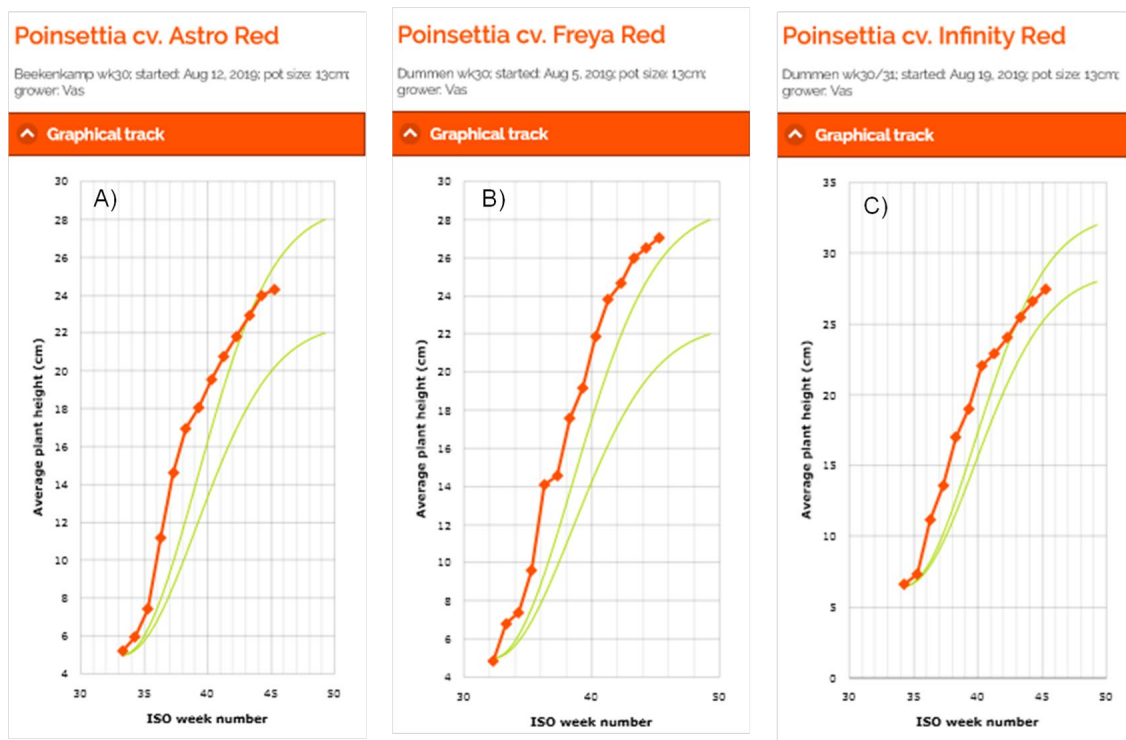 Poinsettia cv. Astro Red
Beekenkamp wk30; started: Aug 12, 2019; pot size: 13cm;
grower: Vas
Graphical track
A)
30
28
26
24
22
20
18
16
14
12
10
8
6
4
Average plant height (cm)
30 35 40 45 50
ISO week number
Poinsettia cv. Freya Red
Dummen wk30; started: Aug 5, 2019; pot size: 13cm;
grower: Vas
Graphical track
B)
30
28
26
24
22
20
18
16
14
12
10
8
6
4
Average plant height (cm)
30 40 50
ISO week number
Poinsettia cv. Infinity Red
Dummen wk30/31; started: Aug 19, 2019; pot size: 13cm;
grower: Vas
Graphical track
C)
35
30
25
20
15
10
5
0
Average plant height (cm)
30 35 40 45 50
ISO week number